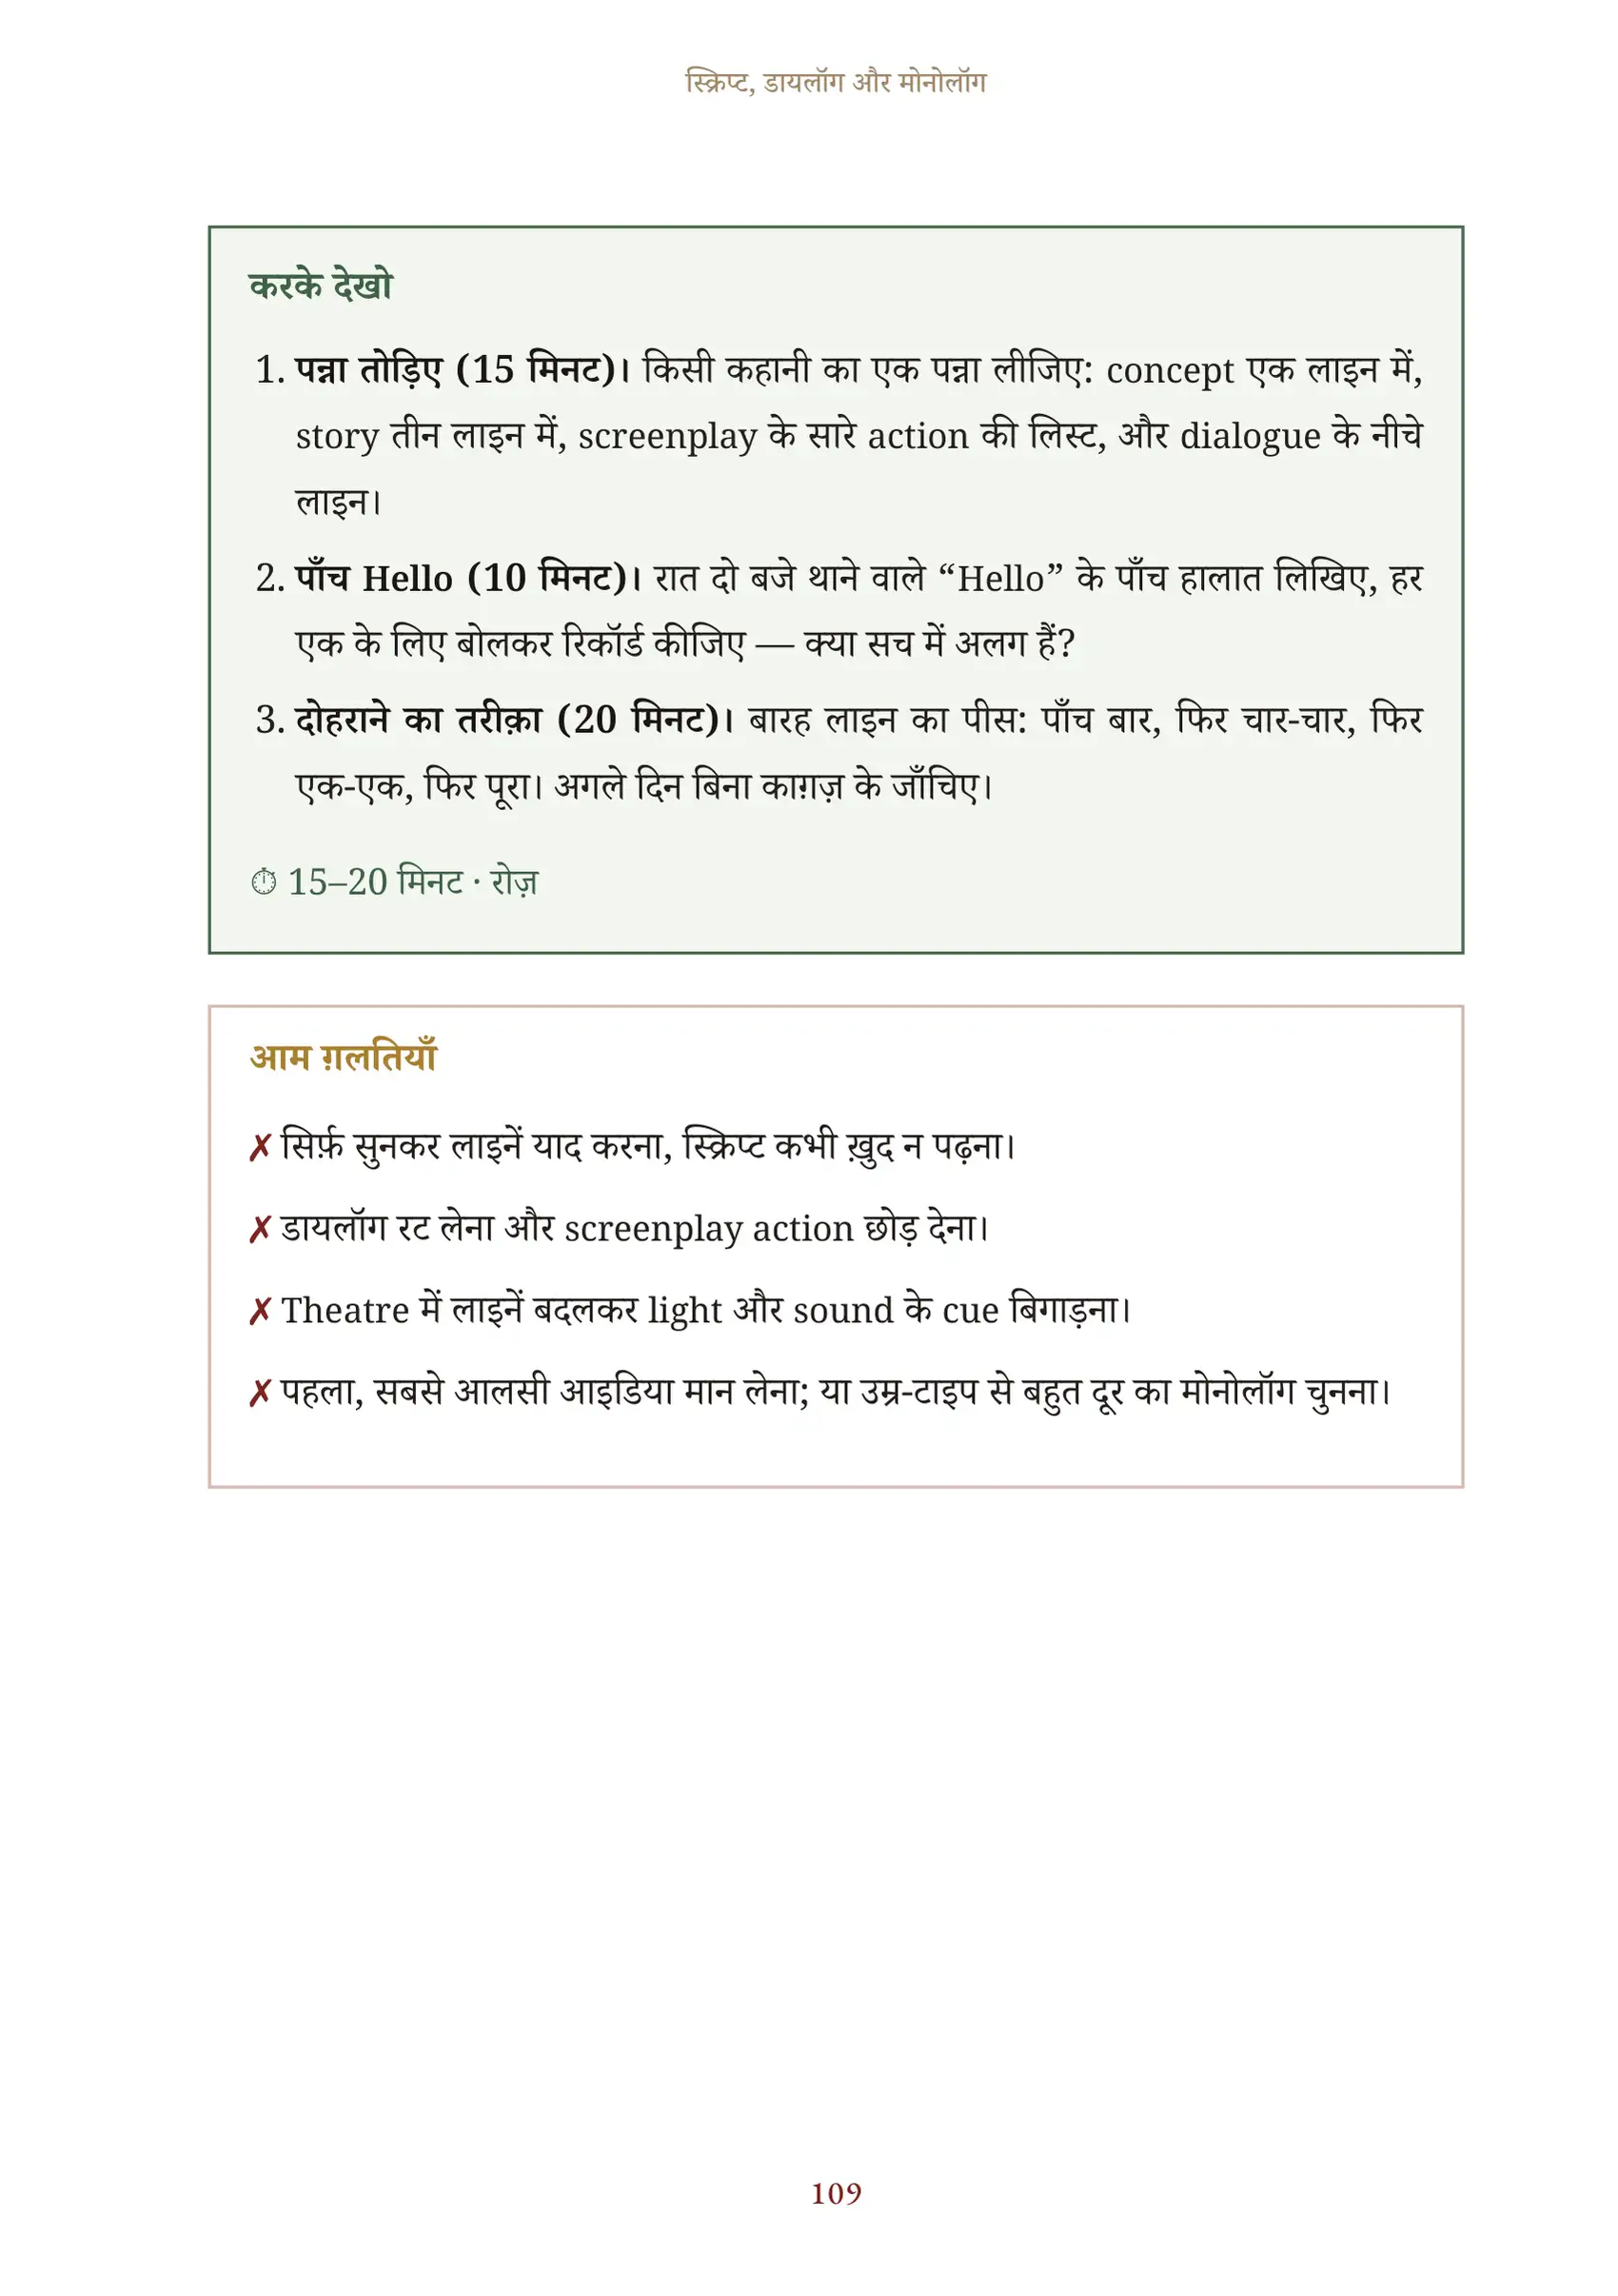 स्क्रिप्ट, डायलॉग और मोनोलॉग
करके देखो
1. पन्ना तोड़िए (15 मिनट)। किसी कहानी का एक पन्ना लीजिए: concept एक लाइन में,
story तीन लाइन में, screenplay के सारे action की लिस्ट, और dialogue के नीचे
लाइन।
2. पाँच Hello (10 मिनट)। रात दो बजे थाने वाले “Hello” के पाँच हालात लिखिए, हर
एक के लिए बोलकर रिकॉर्ड कीजिए — क्या सच में अलग हैं?
3. दोहराने का तरीक़ा (20 मिनट)। बारह लाइन का पीस: पाँच बार, फिर चार-चार, फिर
एक-एक, फिर पूरा। अगले दिन बिना काग़ज़ के जाँचिए।
⏱ 15–20 मिनट · रोज़
आम ग़लतियाँ
✗ सिर्फ़ सुनकर लाइनें याद करना, स्क्रिप्ट कभी ख़ुद न पढ़ना।
✗ डायलॉग रट लेना और screenplay action छोड़ देना।
✗ Theatre में लाइनें बदलकर light और sound के cue बिगाड़ना।
✗ पहला, सबसे आलसी आइडिया मान लेना; या उम्र-टाइप से बहुत दूर का मोनोलॉग चुनना।
109